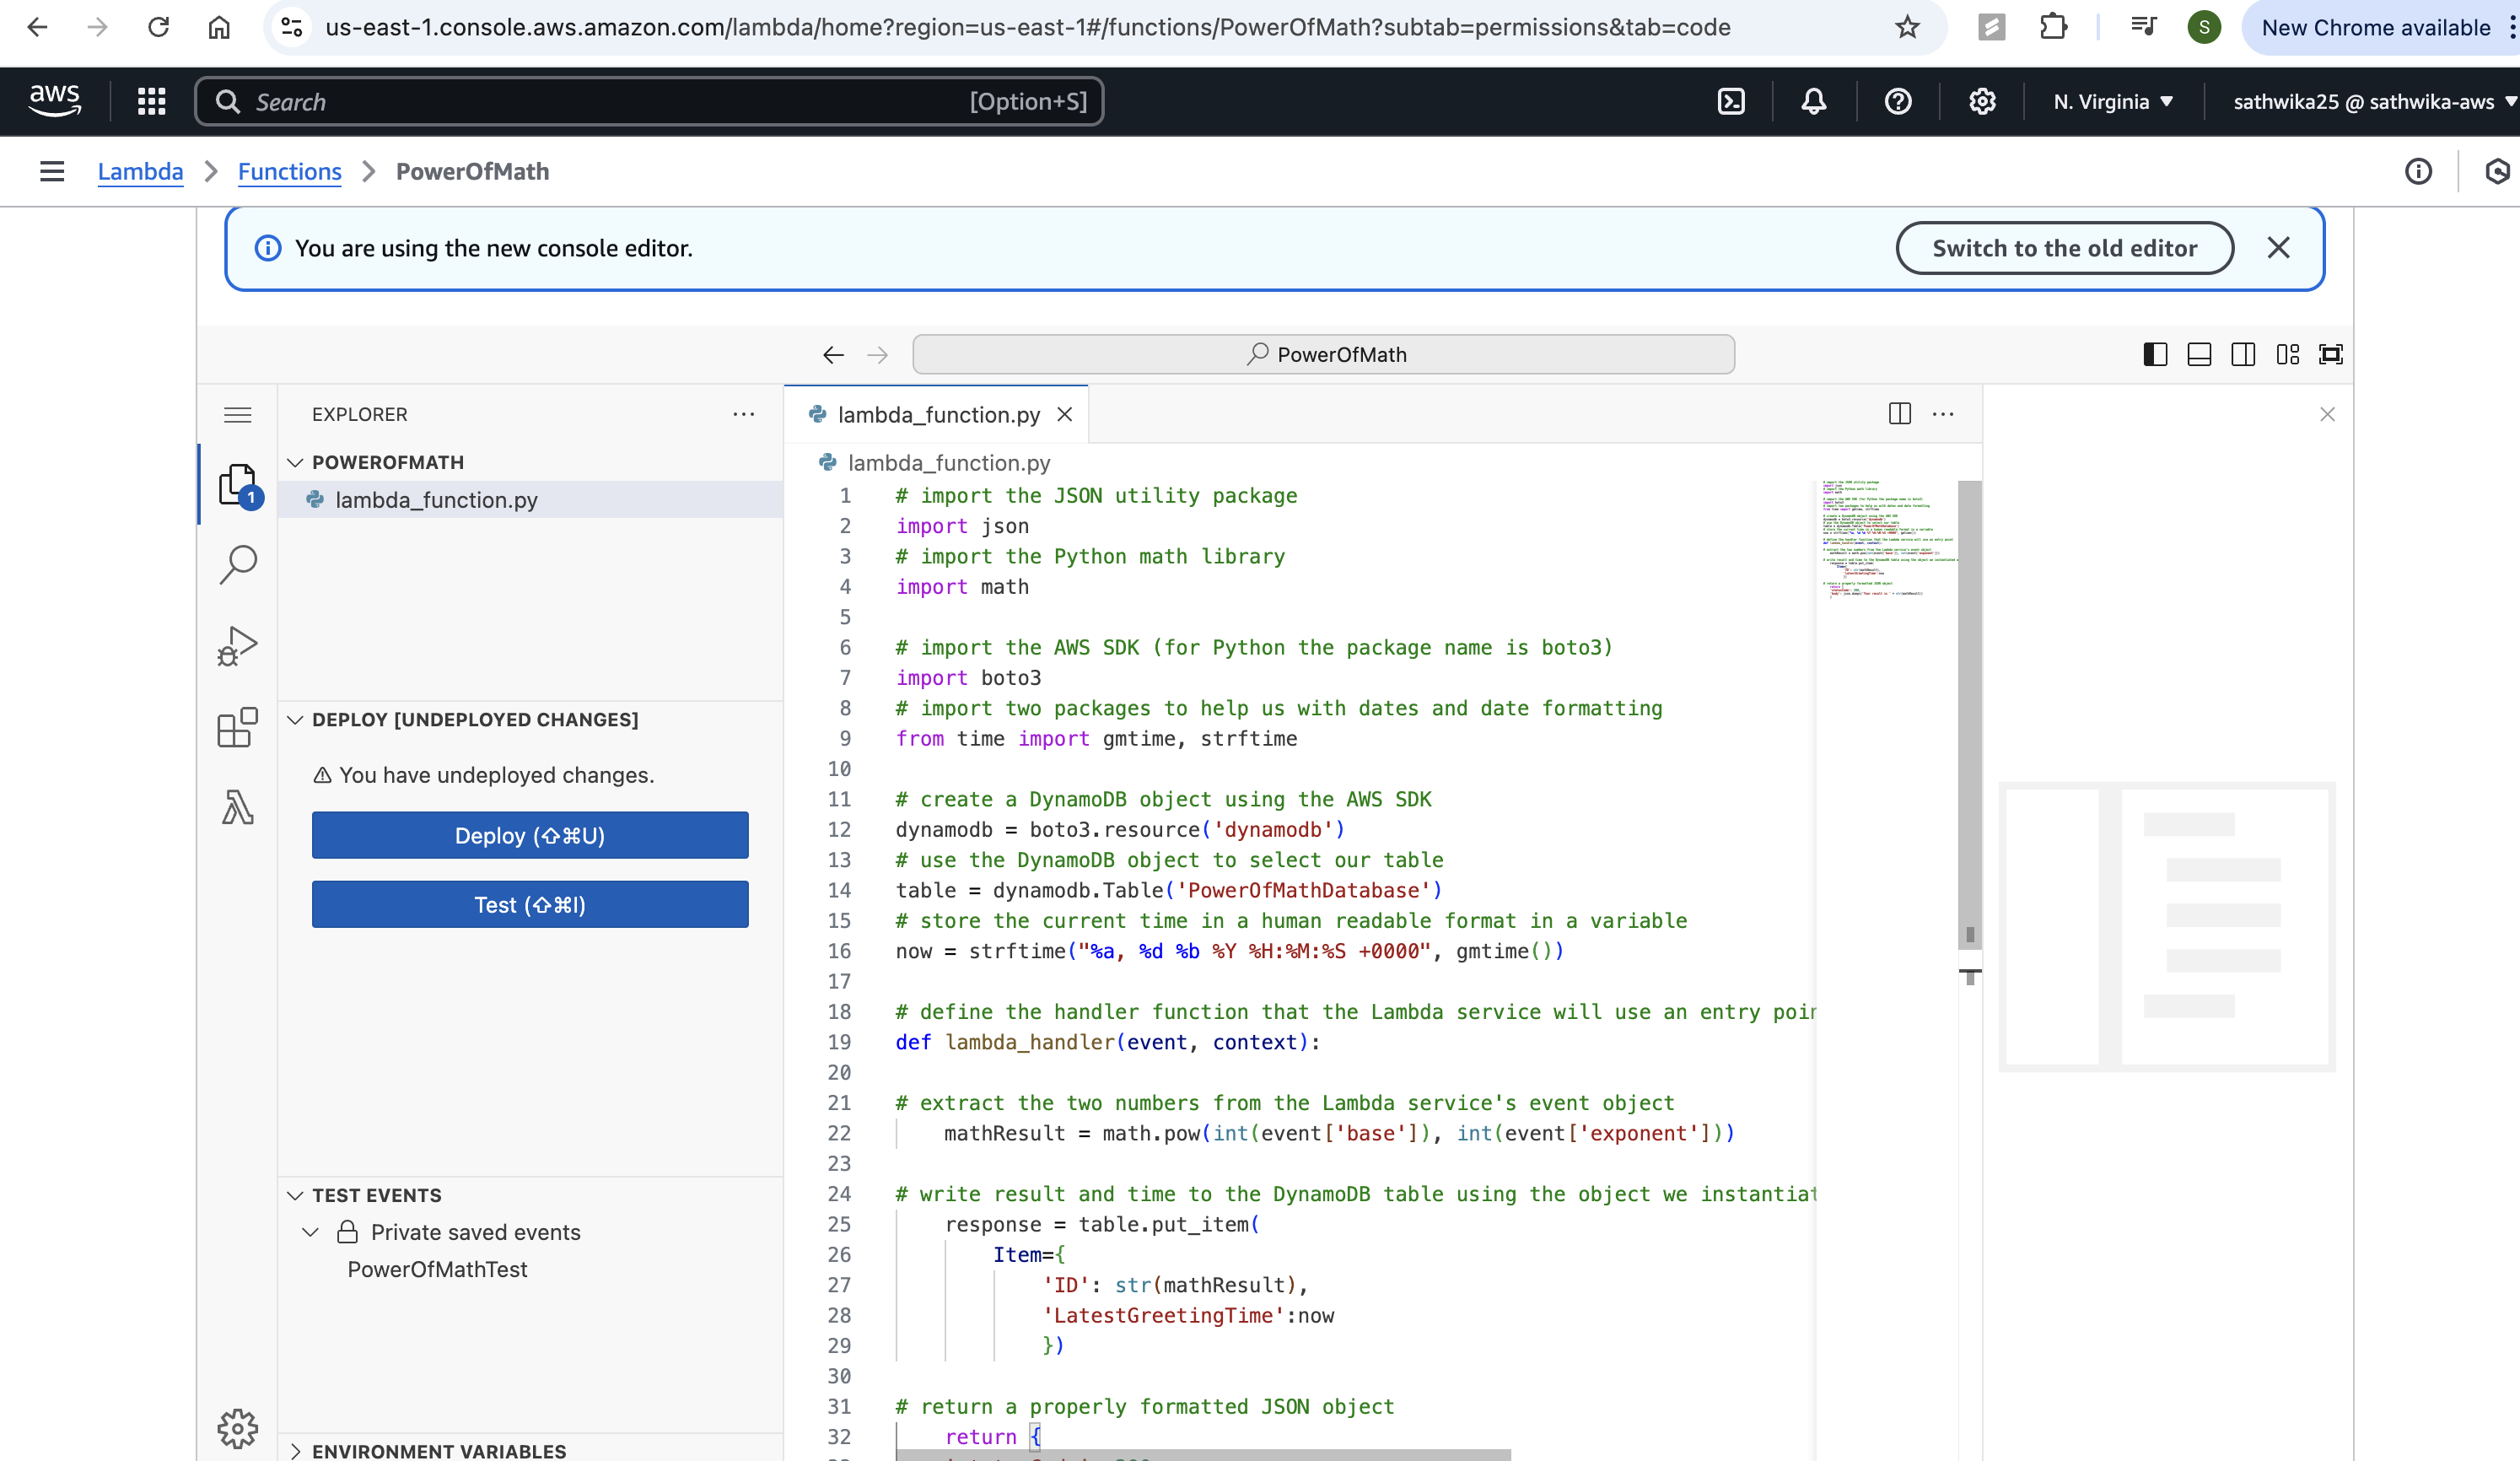 us-east-1.console.aws.amazon.com/lambda/home?region=us-east-1#/functions/PowerOfMath?subtab=permissions&tab=code
S
New Chrome available
aws
Search
[Option+S]
N. Virginia
sathwika25 @ sathwika-aws
Lambda
Functions
PowerOfMath
You are using the new console editor.
Switch to the old editor
PowerOfMath
EXPLORER
POWEROFMATH
lambda_function.py
1
DEPLOY [UNDEPLOYED CHANGES]
You have undeployed changes.
Deploy (⇧⌘U)
Test (⇧⌘I)
TEST EVENTS
Private saved events
PowerOfMathTest
ENVIRONMENT VARIABLES
lambda_function.py
lambda_function.py
1 # import the JSON utility package
2 import json
3 # import the Python math library
4 import math
5
6 # import the AWS SDK (for Python the package name is boto3)
7 import boto3
8 # import two packages to help us with dates and date formatting
9 from time import gmtime, strftime
10
11 # create a DynamoDB object using the AWS SDK
12 dynamodb = boto3.resource('dynamodb')
13 # use the DynamoDB object to select our table
14 table = dynamodb.Table('PowerOfMathDatabase')
15 # store the current time in a human readable format in a variable
16 now = strftime("%a, %d %b %Y %H:%M:%S +0000", gmtime())
17
18 # define the handler function that the Lambda service will use an entry poin
19 def lambda_handler(event, context):
20
21 # extract the two numbers from the Lambda service's event object
22 mathResult = math.pow(int(event['base']), int(event['exponent']))
23
24 # write result and time to the DynamoDB table using the object we instantiat
25 response = table.put_item(
26 Item={
27 'ID': str(mathResult),
28 'LatestGreetingTime':now
29 })
30
31 # return a properly formatted JSON object
32 return {